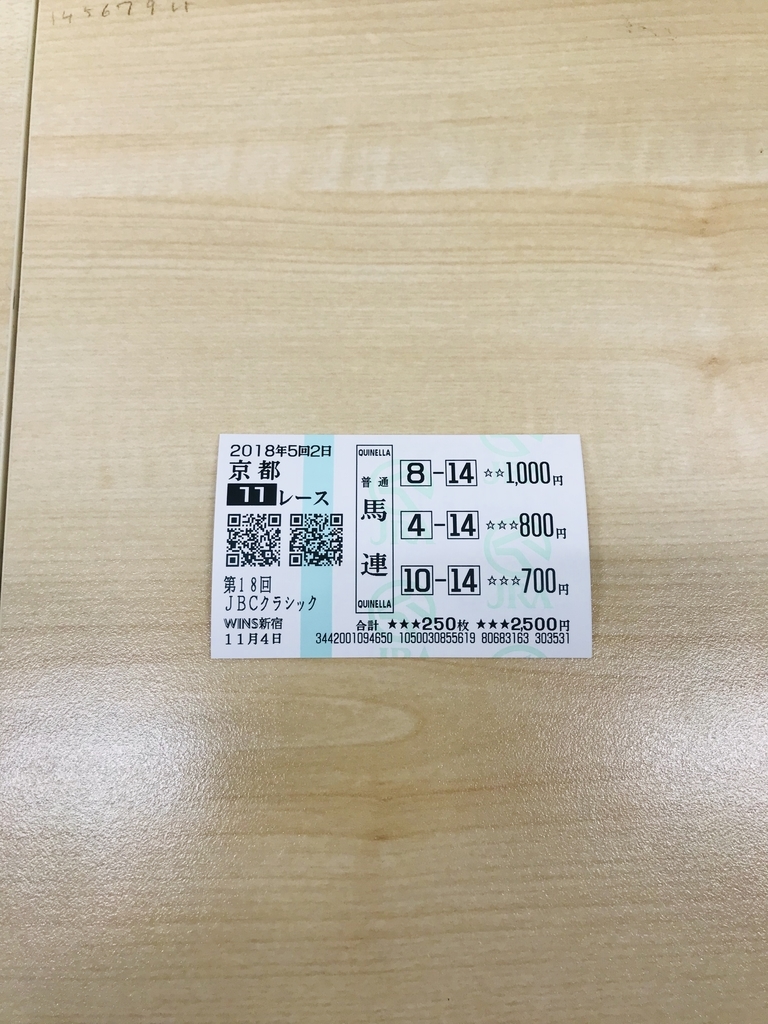 2018年5回2日
京都
11レース
第18回
JBCクラシック
WINS新宿
11月4日
QUINELLA
普通
馬連
QUINELLA
8-14 ☆☆1,000円
4-14 ☆☆☆800円
10-14 ☆☆☆700円
合計 ★★★250枚 ★★★2,500円
3442001094650 1050030855619 80683163 303531
JRA
JRA
JRA